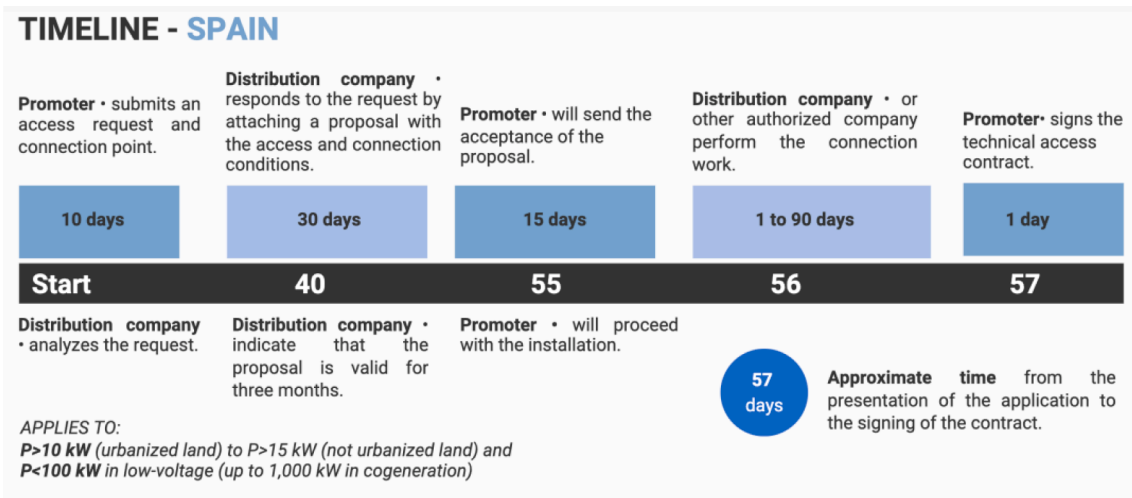 TIMELINE - SPAIN
Promoter • submits an
access request and
connection point.
Distribution company •
responds to the request by
attaching a proposal with
the access and connection
conditions.
Promoter • will send the
acceptance of the
proposal.
Distribution company • or
other authorized company
perform the connection
work.
Promoter• signs the
technical access
contract.
10 days
30 days
15 days
1 to 90 days
1 day
Start
40
55
56
57
Distribution company
• analyzes the request.
Distribution company •
indicate that the
proposal is valid for
three months.
Promoter • will proceed
with the installation.
57
days
Approximate time from the
presentation of the application to
the signing of the contract.
APPLIES TO:
P>10 kW (urbanized land) to P>15 kW (not urbanized land) and
P<100 kW in low-voltage (up to 1,000 kW in cogeneration)